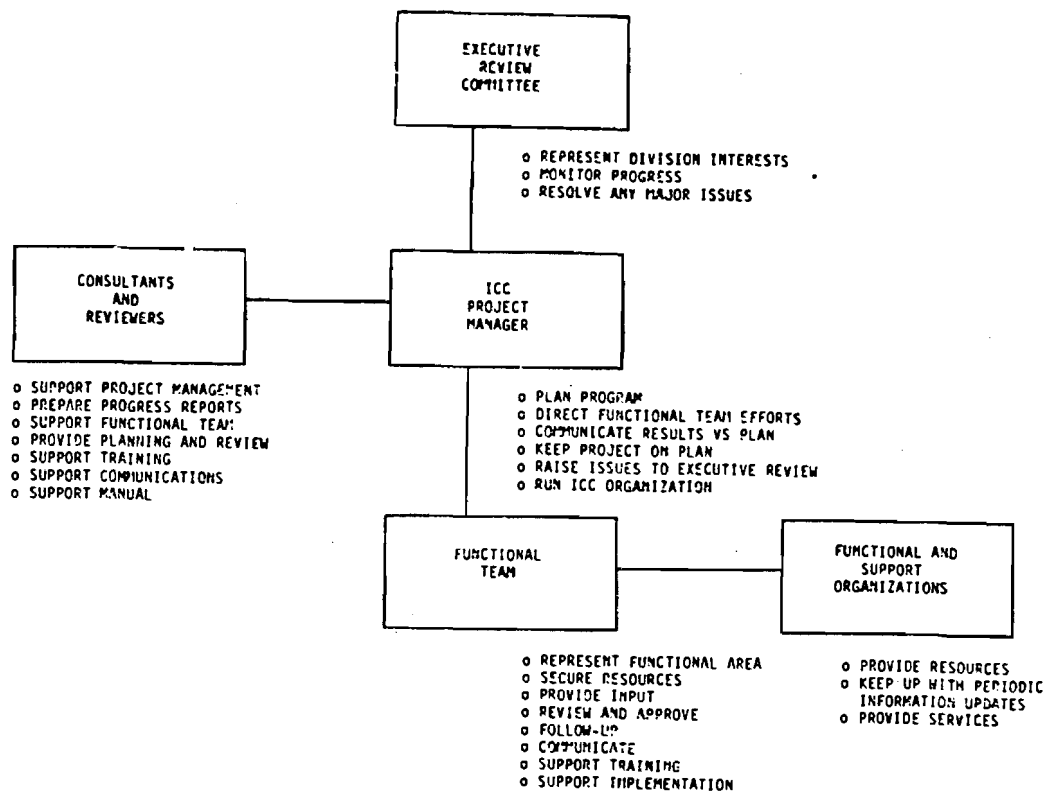 EXECUTIVE
REVIEW
COMMITTEE
o REPRESENT DIVISION INTERESTS
o MONITOR PROGRESS
o RESOLVE ANY MAJOR ISSUES
CONSULTANTS
AND
REVIEWERS
ICC
PROJECT
MANAGER
o SUPPORT PROJECT MANAGEMENT
o PREPARE PROGRESS REPORTS
o SUPPORT FUNCTIONAL TEAM
o PROVIDE PLANNING AND REVIEW
o SUPPORT TRAINING
o SUPPORT COMMUNICATIONS
o SUPPORT MANUAL
o PLAN PROGRAM
o DIRECT FUNCTIONAL TEAM EFFORTS
o COMMUNICATE RESULTS VS PLAN
o KEEP PROJECT ON PLAN
o RAISE ISSUES TO EXECUTIVE REVIEW
o RUN ICC ORGANIZATION
FUNCTIONAL
TEAM
FUNCTIONAL AND
SUPPORT
ORGANIZATIONS
o REPRESENT FUNCTIONAL AREA
o SECURE RESOURCES
o PROVIDE INPUT
o REVIEW AND APPROVE
o FOLLOW-UP
o COMMUNICATE
o SUPPORT TRAINING
o SUPPORT IMPLEMENTATION
o PROVIDE RESOURCES
o KEEP UP WITH PERIODIC
INFORMATION UPDATES
o PROVIDE SERVICES